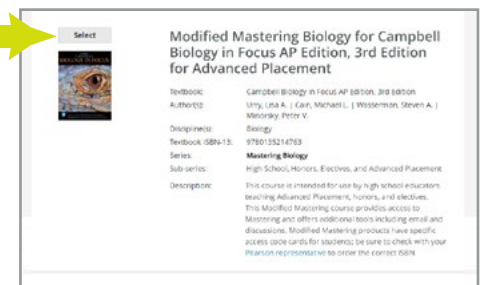 Select
Modified Mastering Biology for Campbell
Biology in Focus AP Edition, 3rd Edition
for Advanced Placement
Textbook: Campbell Biology in Focus AP Edition, 3rd Edition
Author(s): Urry, Lisa A. | Cain, Michael L. | Wasserman, Steven A. |
Minorsky, Peter V.
Discipline(s): Biology
Textbook ISBN-13: 9780135214763
Series: Mastering Biology
Sub-series: High School, Honors, Electives, and Advanced Placement
Description: This course is intended for use by high school educators
teaching Advanced Placement, honors, and electives.
This Modified Mastering course provides access to
Mastering and offers additional tools including email and
discussions. Modified Mastering products have specific
access code cards for students; be sure to check with your
Pearson representative to order the correct ISBN